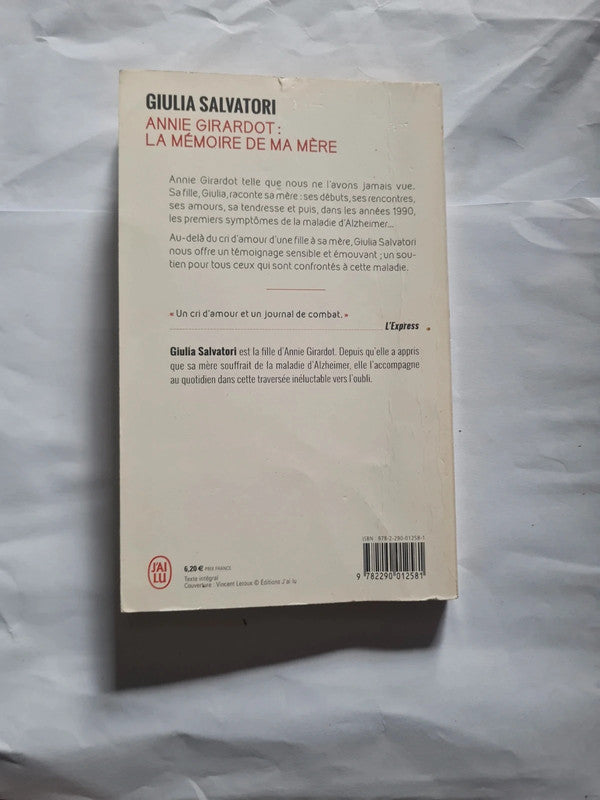 GIULIA SALVATORI
ANNIE GIRARDOT :
LA MÉMOIRE DE MA MÈRE
Annie Girardot telle que nous ne l'avons jamais vue.
Sa fille, Giulia, raconte sa mère : ses débuts, ses rencontres,
ses amours, sa tendresse et puis, dans les années 1990,
les premiers symptômes de la maladie d'Alzheimer...
Au-delà du cri d'amour d'une fille à sa mère, Giulia Salvatori
nous offre un témoignage sensible et émouvant ; un sou-
tien pour tous ceux qui sont confrontés à cette maladie.
« Un cri d'amour et un journal de combat. »
L'Express
Giulia Salvatori est la fille d'Annie Girardot. Depuis qu'elle a appris
que sa mère souffrait de la maladie d'Alzheimer, elle l'accompagne
au quotidien dans cette traversée inéluctable vers l'oubli.
J'AI
LU
6,20 € PRIX FRANCE
Texte intégral
Couverture : Vincent Leroux © Éditions J'ai lu
ISBN : 978-2-290-01258-1
9 782290 012581